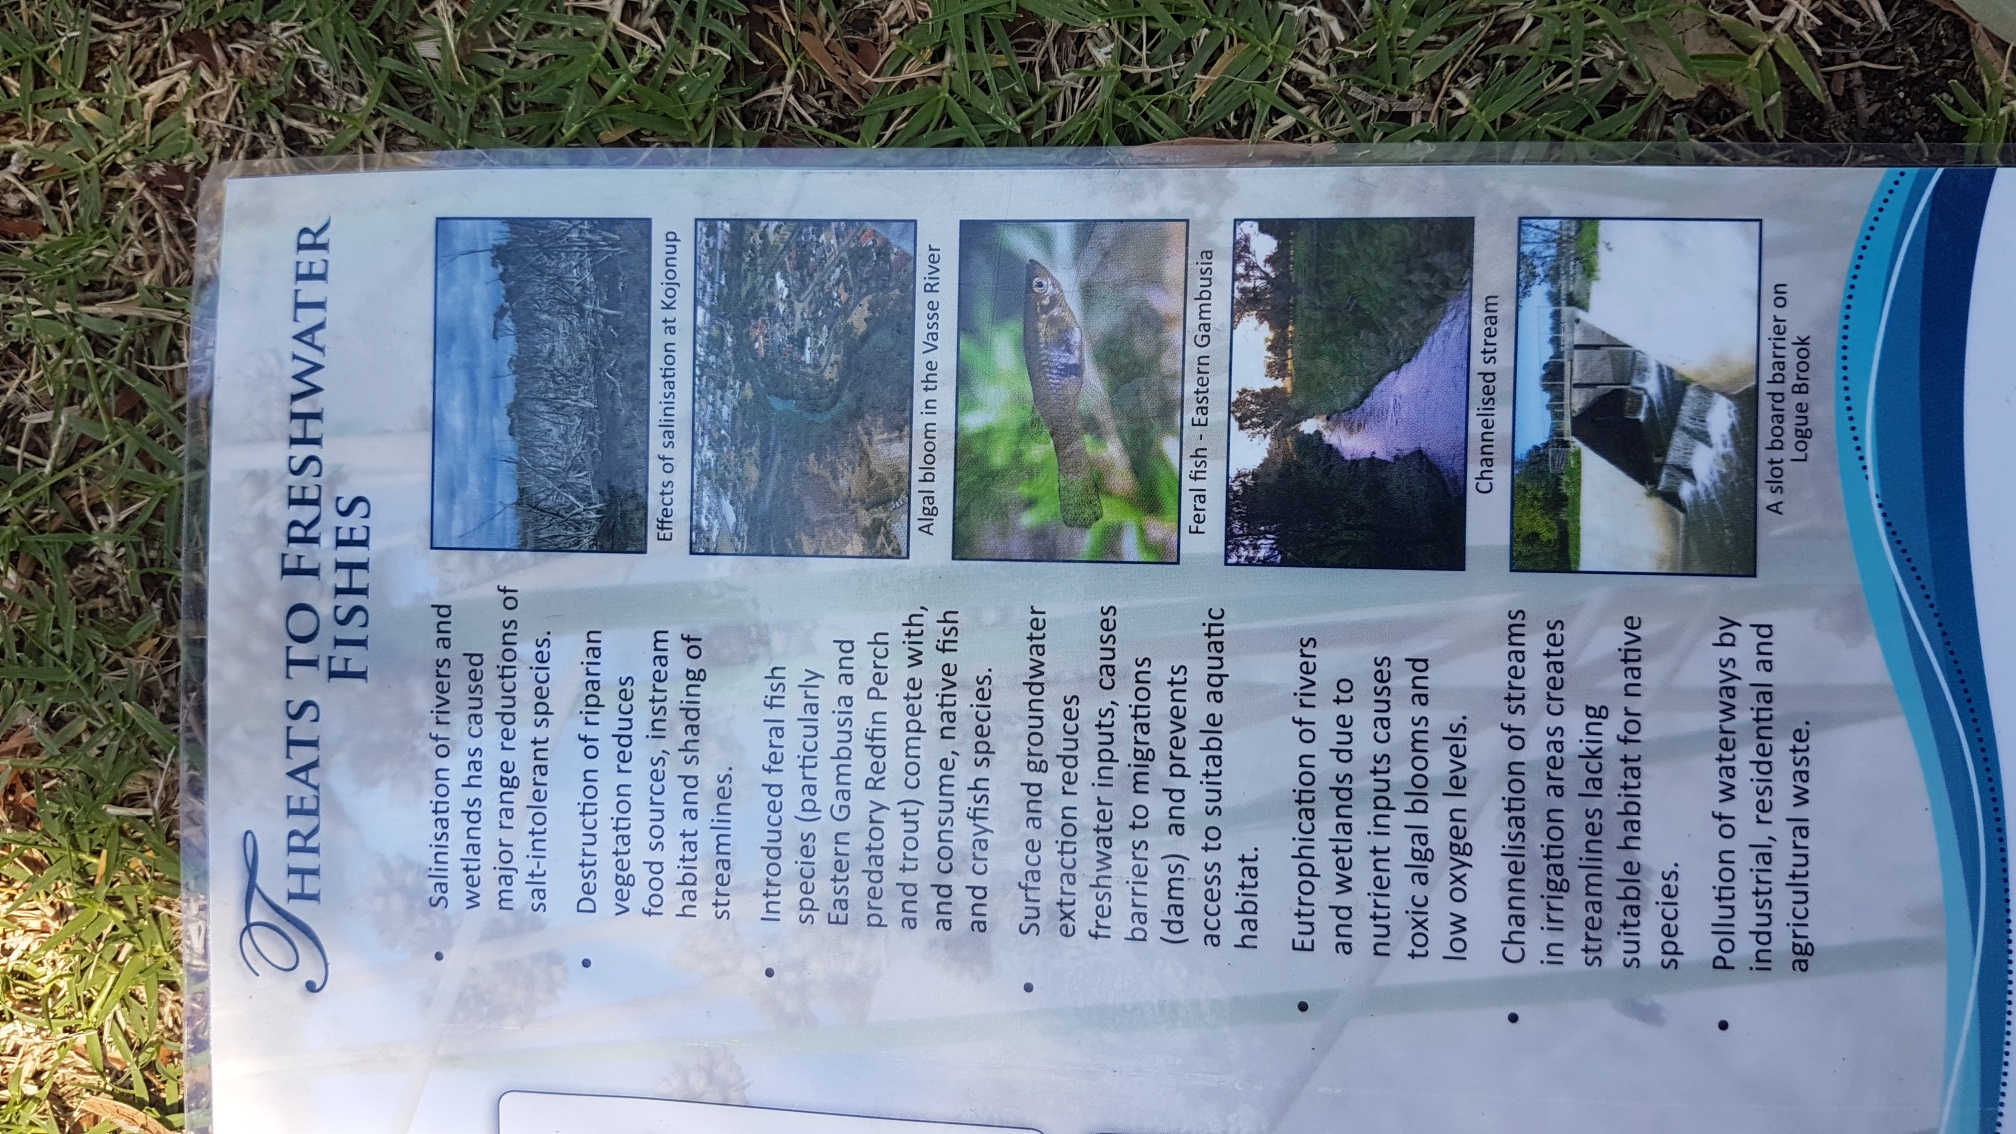 THREATS TO FRESHWATER
FISHES
• Salinisation of rivers and
wetlands has caused
major range reductions of
salt-intolerant species.
• Destruction of riparian
vegetation reduces
food sources, instream
habitat and shading of
streamlines.
• Introduced feral fish
species (particularly
Eastern Gambusia and
predatory Redfin Perch
and trout) compete with,
and consume, native fish
and crayfish species.
• Surface and groundwater
extraction reduces
freshwater inputs, causes
barriers to migrations
(dams) and prevents
access to suitable aquatic
habitat.
• Eutrophication of rivers
and wetlands due to
nutrient inputs causes
toxic algal blooms and
low oxygen levels.
• Channelisation of streams
in irrigation areas creates
streamlines lacking
suitable habitat for native
species.
• Pollution of waterways by
industrial, residential and
agricultural waste.
Effects of salinisation at Kojonup
Algal bloom in the Vasse River
Feral fish - Eastern Gambusia
Channelised stream
A slot board barrier on
Logue Brook